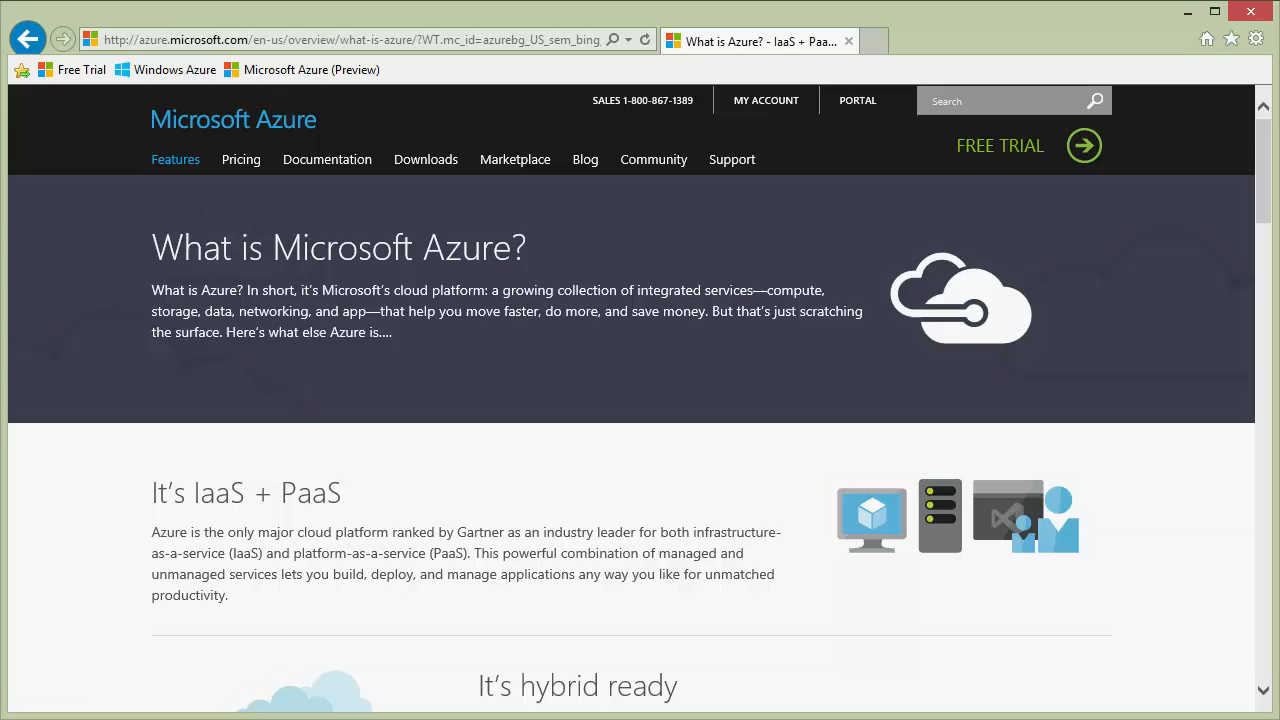 http://azure.microsoft.com/en-us/overview/what-is-azure/?WT.mc_id=azurebg_US_sem_bing_
What is Azure? - IaaS + Paa...
Free Trial
Windows Azure
Microsoft Azure (Preview)
SALES 1-800-867-1389
MY ACCOUNT
PORTAL
Search
Microsoft Azure
FREE TRIAL
Features
Pricing
Documentation
Downloads
Marketplace
Blog
Community
Support
What is Microsoft Azure?
What is Azure? In short, it’s Microsoft’s cloud platform: a growing collection of integrated services—compute,
storage, data, networking, and app—that help you move faster, do more, and save money. But that’s just scratching
the surface. Here’s what else Azure is....
It’s IaaS + PaaS
Azure is the only major cloud platform ranked by Gartner as an industry leader for both infrastructure-
as-a-service (IaaS) and platform-as-a-service (PaaS). This powerful combination of managed and
unmanaged services lets you build, deploy, and manage applications any way you like for unmatched
productivity.
It’s hybrid ready